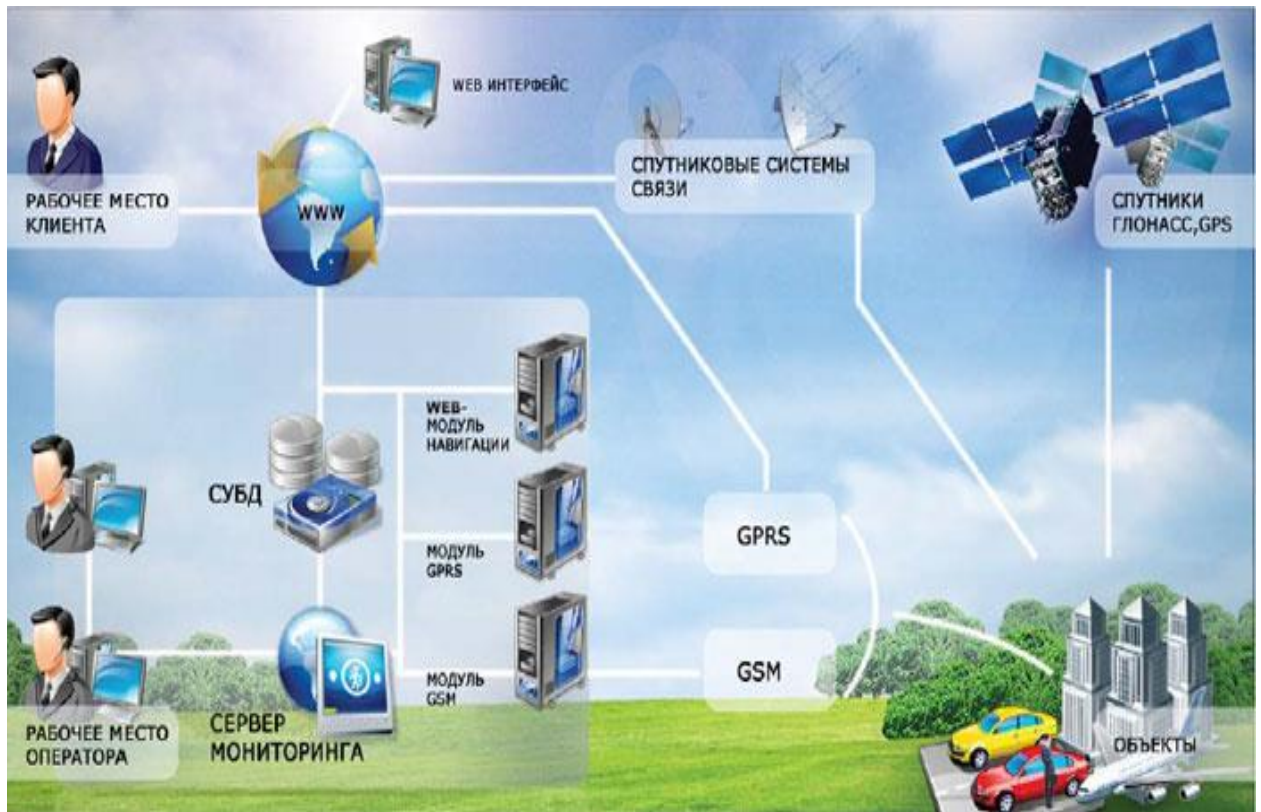 WEB ИНТЕРФЕЙС
СПУТНИКОВЫЕ СИСТЕМЫ
СВЯЗИ
РАБОЧЕЕ МЕСТО
КЛИЕНТА
WWW
СПУТНИКИ
ГЛОНАСС,GPS
WEB-
МОДУЛЬ
НАВИГАЦИИ
СУБД
GPRS
МОДУЛЬ
GPRS
GSM
МОДУЛЬ
GSM
РАБОЧЕЕ МЕСТО
ОПЕРАТОРА
СЕРВЕР
МОНИТОРИНГА
ОБЪЕКТЫ